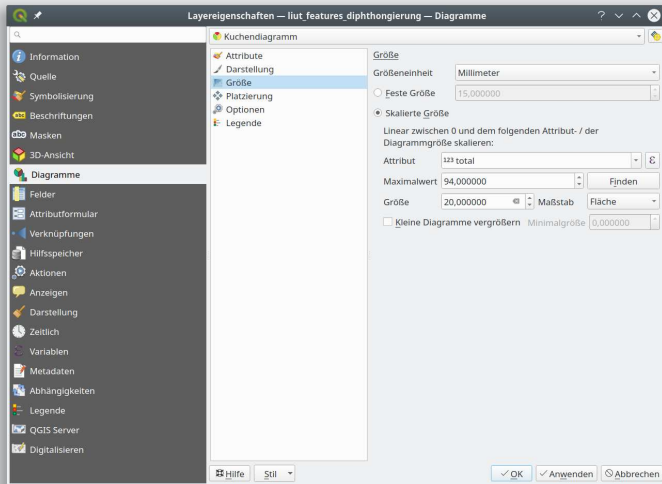 Layereigenschaften — liut_features_diphthongierung — Diagramme
Information
Quelle
Symbolisierung
abc Beschriftungen
abc Masken
3D-Ansicht
Diagramme
Felder
Attributformular
Verknüpfungen
Hilfsspeicher
Aktionen
Anzeigen
Darstellung
Zeitlich
Variablen
Metadaten
Abhängigkeiten
Legende
QGIS Server
Digitalisieren
Kuchendiagramm
Attribute
Darstellung
Größe
Platzierung
Optionen
Legende
Größe
Größeneinheit Millimeter
Feste Größe 15,000000
Skalierte Größe
Linear zwischen 0 und dem folgenden Attribut- / der
Diagrammgröße skalieren:
Attribut 123 total ε
Maximalwert 94,000000 Finden
Größe 20,000000 Maßstab Fläche
Kleine Diagramme vergrößern Minimalgröße 0,000000
Hilfe Stil OK Anwenden Abbrechen